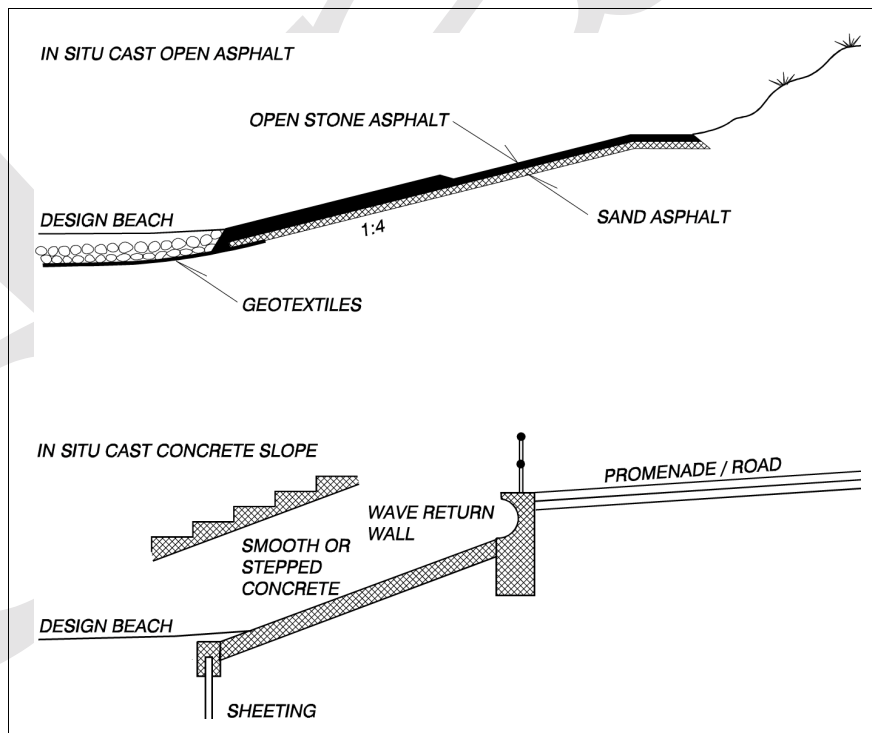 IN SITU CAST OPEN ASPHALT
OPEN STONE ASPHALT
DESIGN BEACH
SAND ASPHALT
1:4
GEOTEXTILES
IN SITU CAST CONCRETE SLOPE
PROMENADE / ROAD
WAVE RETURN
WALL
SMOOTH OR
STEPPED
CONCRETE
DESIGN BEACH
SHEETING